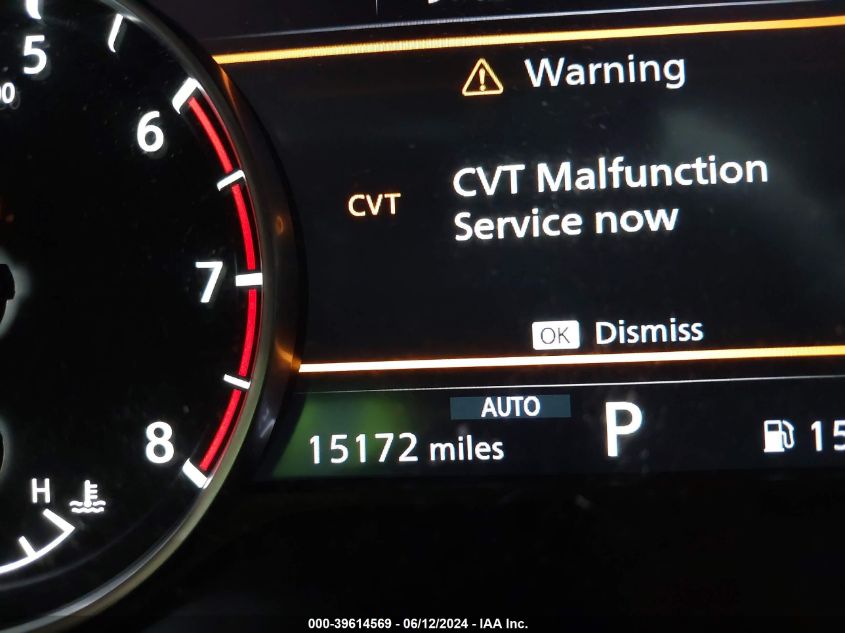 5
6
7
8
H
Warning
CVT
CVT Malfunction
Service now
OK Dismiss
AUTO
15172 miles
P
15
000-39614569 - 06/12/2024 - IAA Inc.